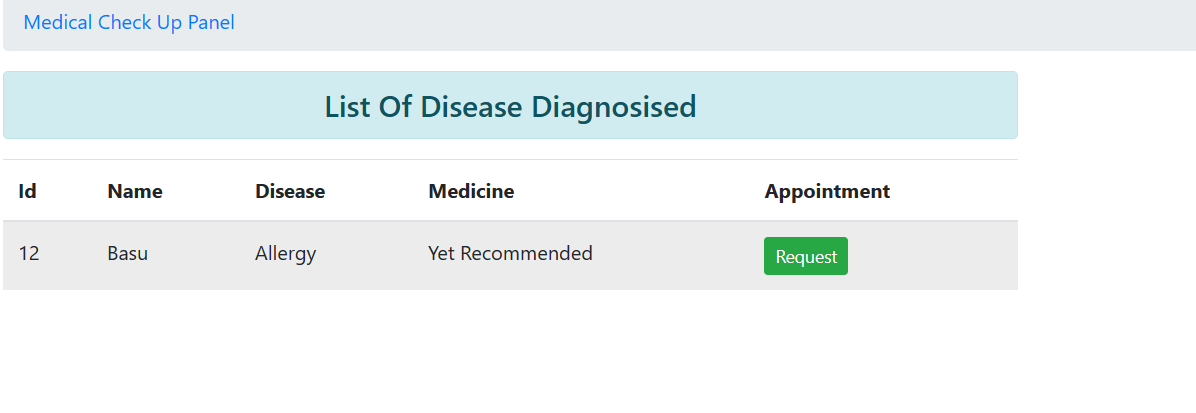 Medical Check Up Panel
List Of Disease Diagnosised
Id Name Disease Medicine Appointment
12 Basu Allergy Yet Recommended Request